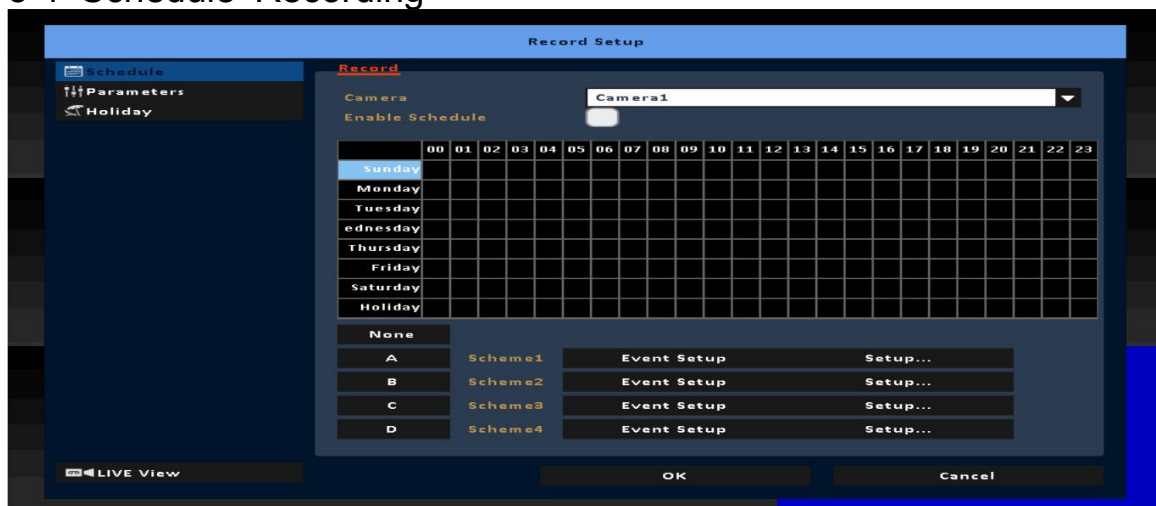 Schedule Recording
Record Setup
Schedule
Parameters
Holiday
Record
Camera
Camera1
Enable Schedule
00 01 02 03 04 05 06 07 08 09 10 11 12 13 14 15 16 17 18 19 20 21 22 23
Sunday
Monday
Tuesday
ednesday
Thursday
Friday
Saturday
Holiday
None
A Scheme1 Event Setup Setup...
B Scheme2 Event Setup Setup...
C Scheme3 Event Setup Setup...
D Scheme4 Event Setup Setup...
LIVE View
OK
Cancel